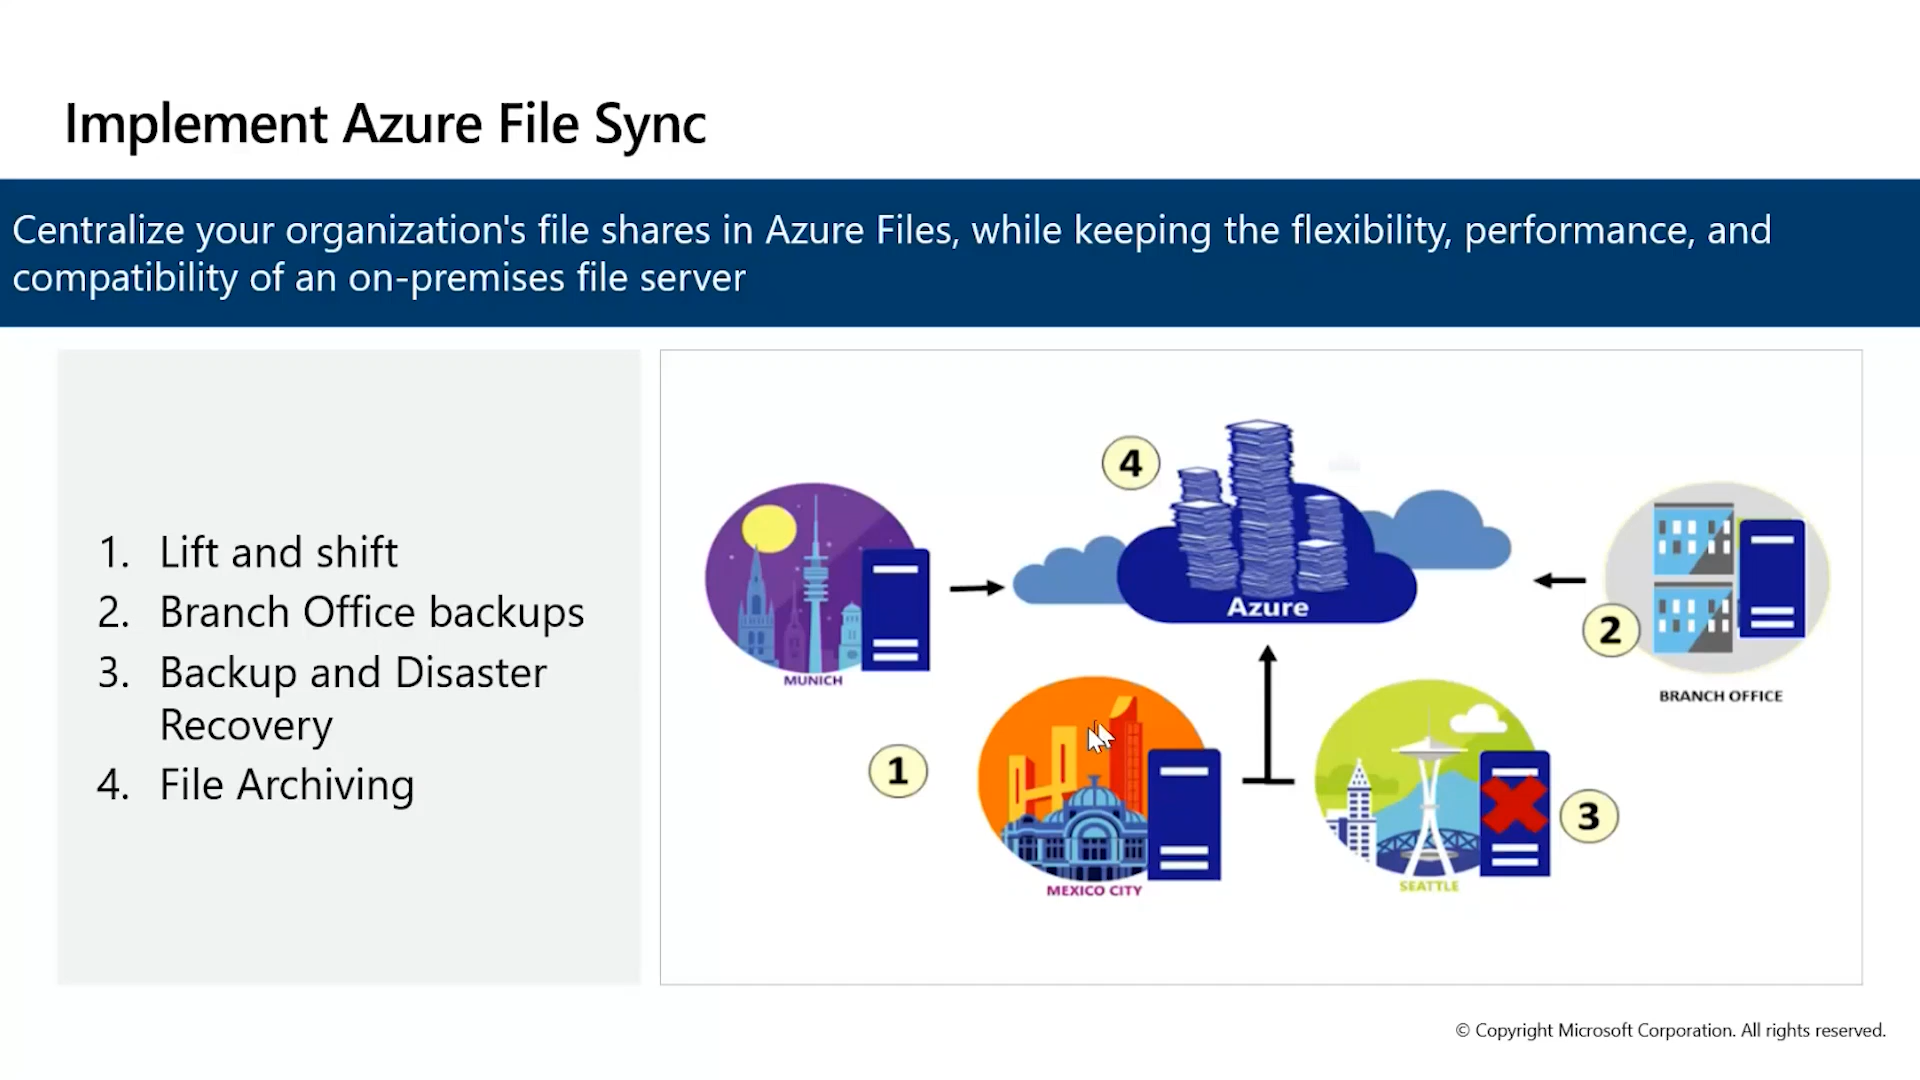 Implement Azure File Sync
Centralize your organization's file shares in Azure Files, while keeping the flexibility, performance, and
compatibility of an on-premises file server
1. Lift and shift
2. Branch Office backups
3. Backup and Disaster
Recovery
4. File Archiving
4
Azure
MUNICH
2
BRANCH OFFICE
1
MEXICO CITY
3
SEATTLE
© Copyright Microsoft Corporation. All rights reserved.